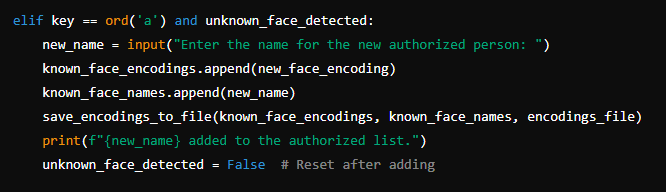 elif key == ord('a') and unknown_face_detected:
    new_name = input("Enter the name for the new authorized person: ")
    known_face_encodings.append(new_face_encoding)
    known_face_names.append(new_name)
    save_encodings_to_file(known_face_encodings, known_face_names, encodings_file)
    print(f"{new_name} added to the authorized list.")
    unknown_face_detected = False  # Reset after adding